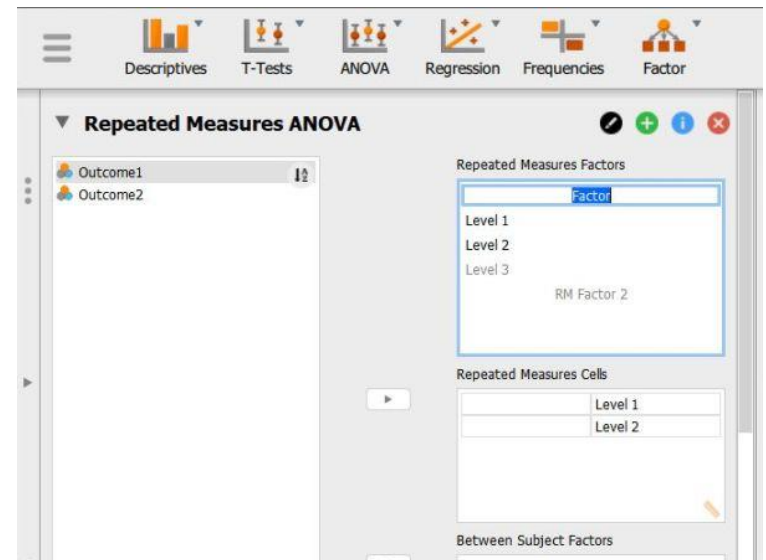 Descriptives T-Tests ANOVA Regression Frequencies Factor
Repeated Measures ANOVA
Outcome1
Outcome2
Repeated Measures Factors
Factor
Level 1
Level 2
Level 3
RM Factor 2
Repeated Measures Cells
Level 1
Level 2
Between Subject Factors